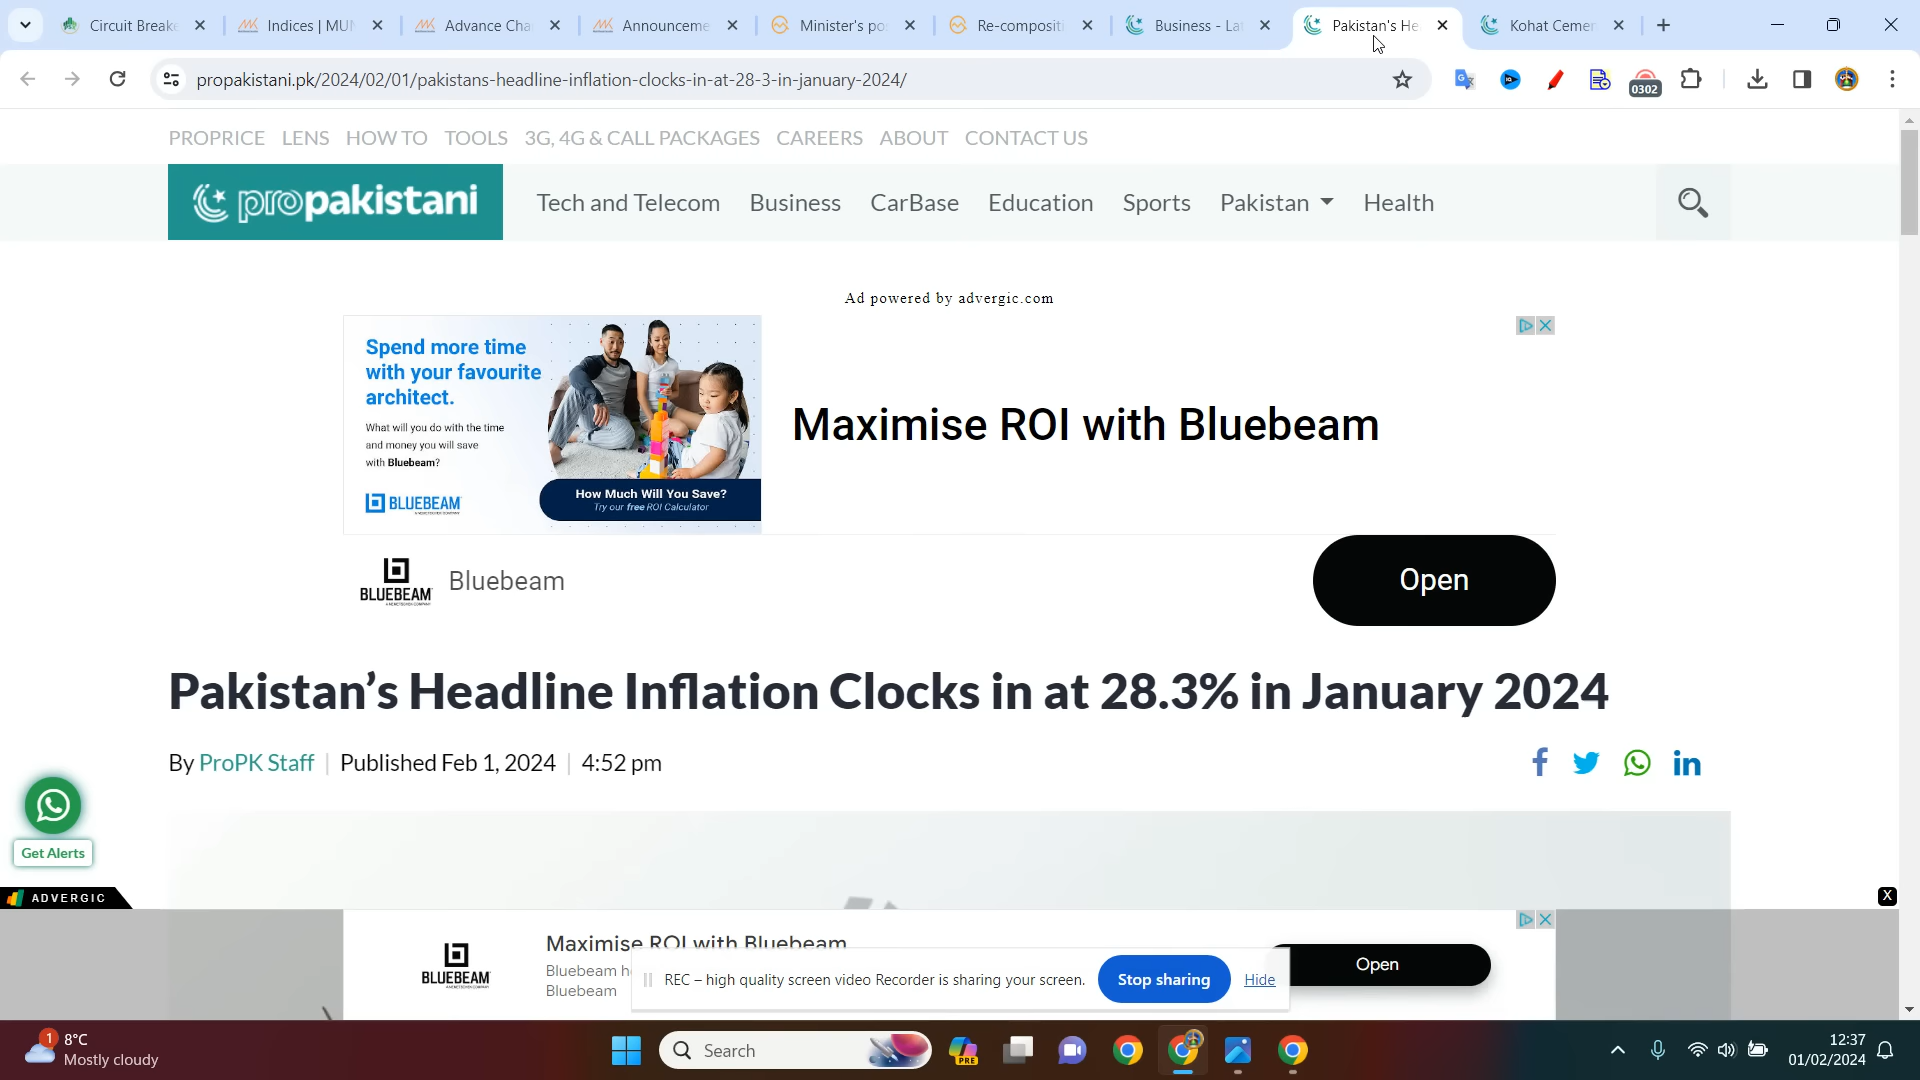 Circuit Break
Indices | MU
Advance Cha
Announceme
Minister's po
Re-compositi
Business - La
Pakistan's He
Kohat Cemen
propakistani.pk/2024/02/01/pakistans-headline-inflation-clocks-in-at-28-3-in-january-2024/
0302
PROPRICE LENS HOW TO TOOLS 3G, 4G & CALL PACKAGES CAREERS ABOUT CONTACT US
propakistani
Tech and Telecom Business CarBase Education Sports Pakistan Health
Ad powered by advergic.com
Spend more time
with your favourite
architect.
What will you do with the time
and money you will save
with Bluebeam?
BLUEBEAM
How Much Will You Save?
Try our free ROI Calculator
Maximise ROI with Bluebeam
BLUEBEAM
Bluebeam
Open
Pakistan’s Headline Inflation Clocks in at 28.3% in January 2024
By ProPK Staff | Published Feb 1, 2024 | 4:52 pm
Get Alerts
ADVERGIC
X
BLUEBEAM
Maximise ROI with Bluebeam
Bluebeam
Bluebeam
Open
REC – high quality screen video Recorder is sharing your screen.
Stop sharing
Hide
1
8°C
Mostly cloudy
Search
PRE
12:37
01/02/2024